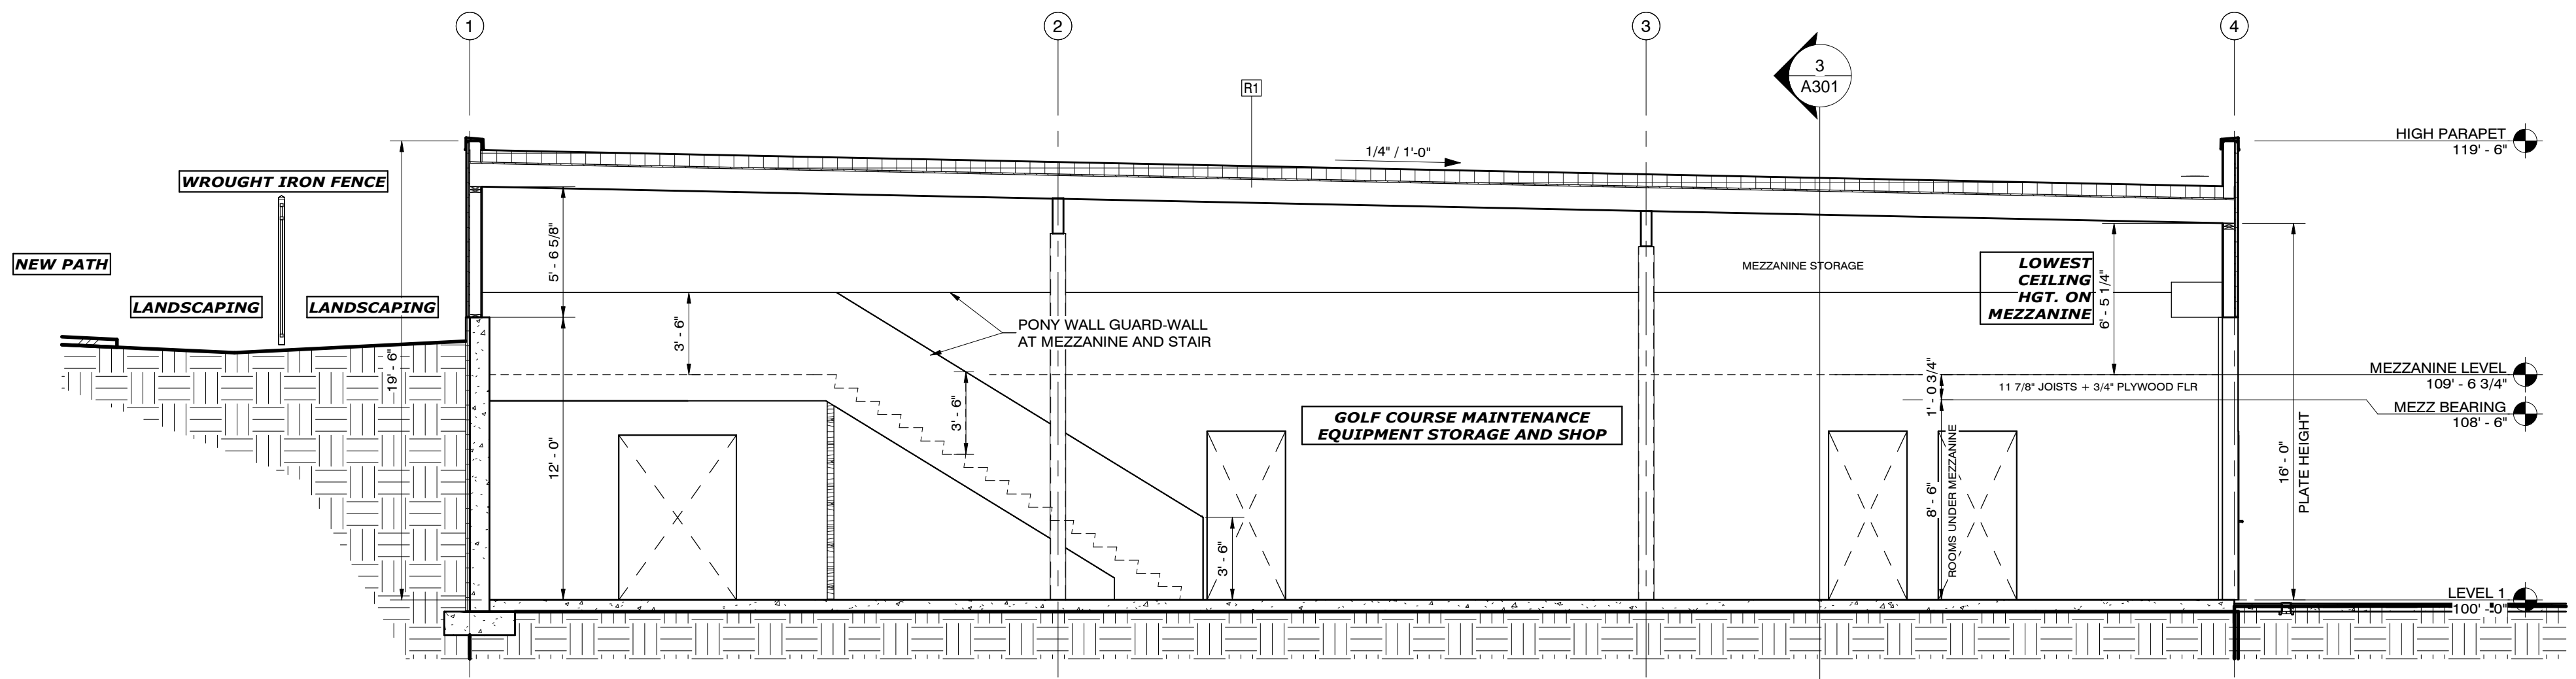 1
2
3
4
3
A301
R1
1/4" / 1'-0"
HIGH PARAPET
119' - 6"
WROUGHT IRON FENCE
NEW PATH
LANDSCAPING
LANDSCAPING
19' - 6"
5' - 6 5/8"
12' - 0"
3' - 6"
PONY WALL GUARD-WALL
AT MEZZANINE AND STAIR
3' - 6"
3' - 6"
MEZZANINE STORAGE
LOWEST
CEILING
HGT. ON
MEZZANINE
6' - 5 1/4"
GOLF COURSE MAINTENANCE
EQUIPMENT STORAGE AND SHOP
1' - 0 3/4"
11 7/8" JOISTS + 3/4" PLYWOOD FLR
8' - 6"
ROOMS UNDER MEZZANINE
16' - 0"
PLATE HEIGHT
MEZZANINE LEVEL
109' - 6 3/4"
MEZZ BEARING
108' - 6"
LEVEL 1
100' - 0"